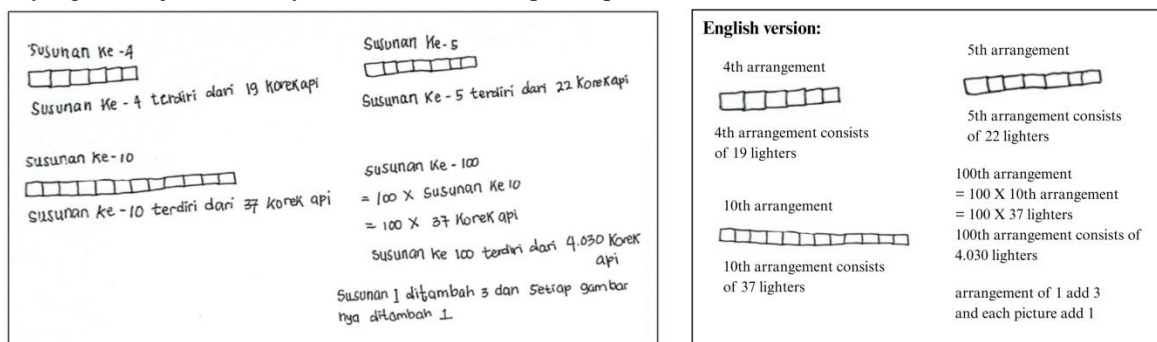 Susunan Ke-4
Susunan Ke-4 terdiri dari 19 korekapi
Susunan Ke-5
Susunan Ke-5 terdiri dari 22 Korekapi
Susunan ke-10
Susunan ke-10 terdiri dari 37 korek api
Susunan Ke-100
= 100 X Susunan Ke 10
= 100 X 37 Korek api
Susunan ke 100 terdiri dari 4.030 Korek
api
Susunan 1 ditambah 3 dan Setiap gambar
nya ditambah 1
English version:
4th arrangement
4th arrangement consists
of 19 lighters
5th arrangement
5th arrangement consists
of 22 lighters
10th arrangement
10th arrangement consists
of 37 lighters
100th arrangement
= 100 X 10th arrangement
= 100 X 37 lighters
100th arrangement consists of
4.030 lighters
arrangement of 1 add 3
and each picture add 1